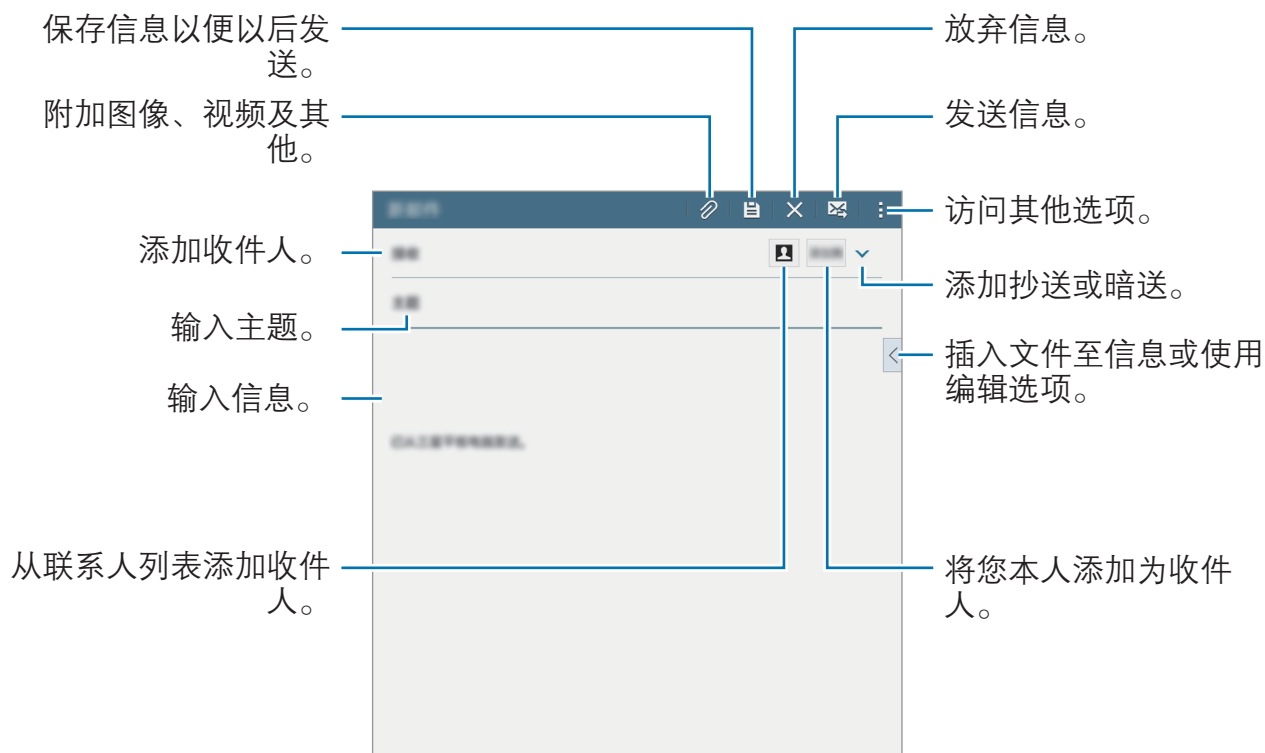 保存信息以便以后发
送。
附加图像、视频及其
他。
添加收件人。
输入主题。
输入信息。
从联系人列表添加收件
人。
放弃信息。
发送信息。
访问其他选项。
添加抄送或暗送。
插入文件至信息或使用
编辑选项。
将您本人添加为收件
人。